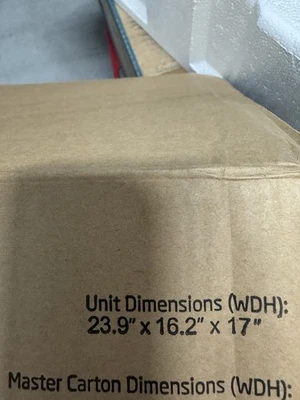 Unit Dimensions (WDH):
23.9" x 16.2" x 17"
Master Carton Dimensions (WDH):